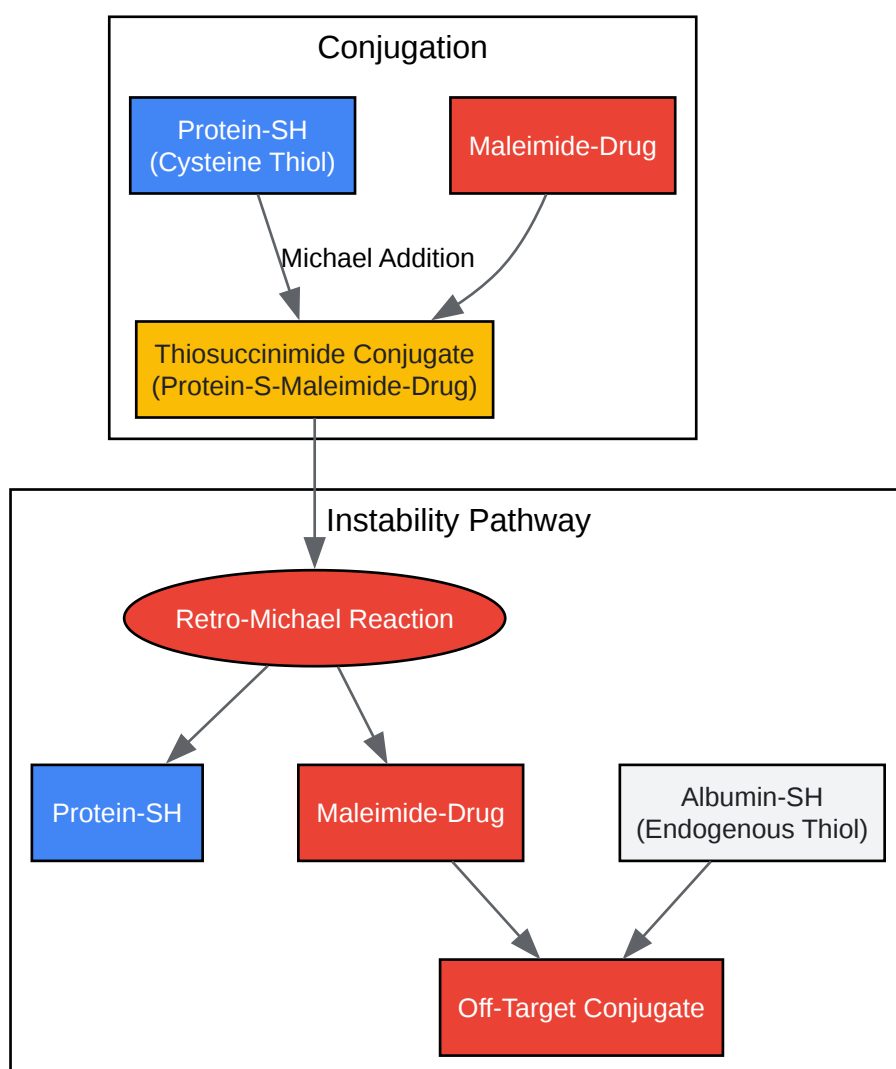 Conjugation
Protein-SH
(Cysteine Thiol)
Maleimide-Drug
Michael Addition
Thiosuccinimide Conjugate
(Protein-S-Maleimide-Drug)
Instability Pathway
Retro-Michael Reaction
Protein-SH
Maleimide-Drug
Albumin-SH
(Endogenous Thiol)
Off-Target Conjugate